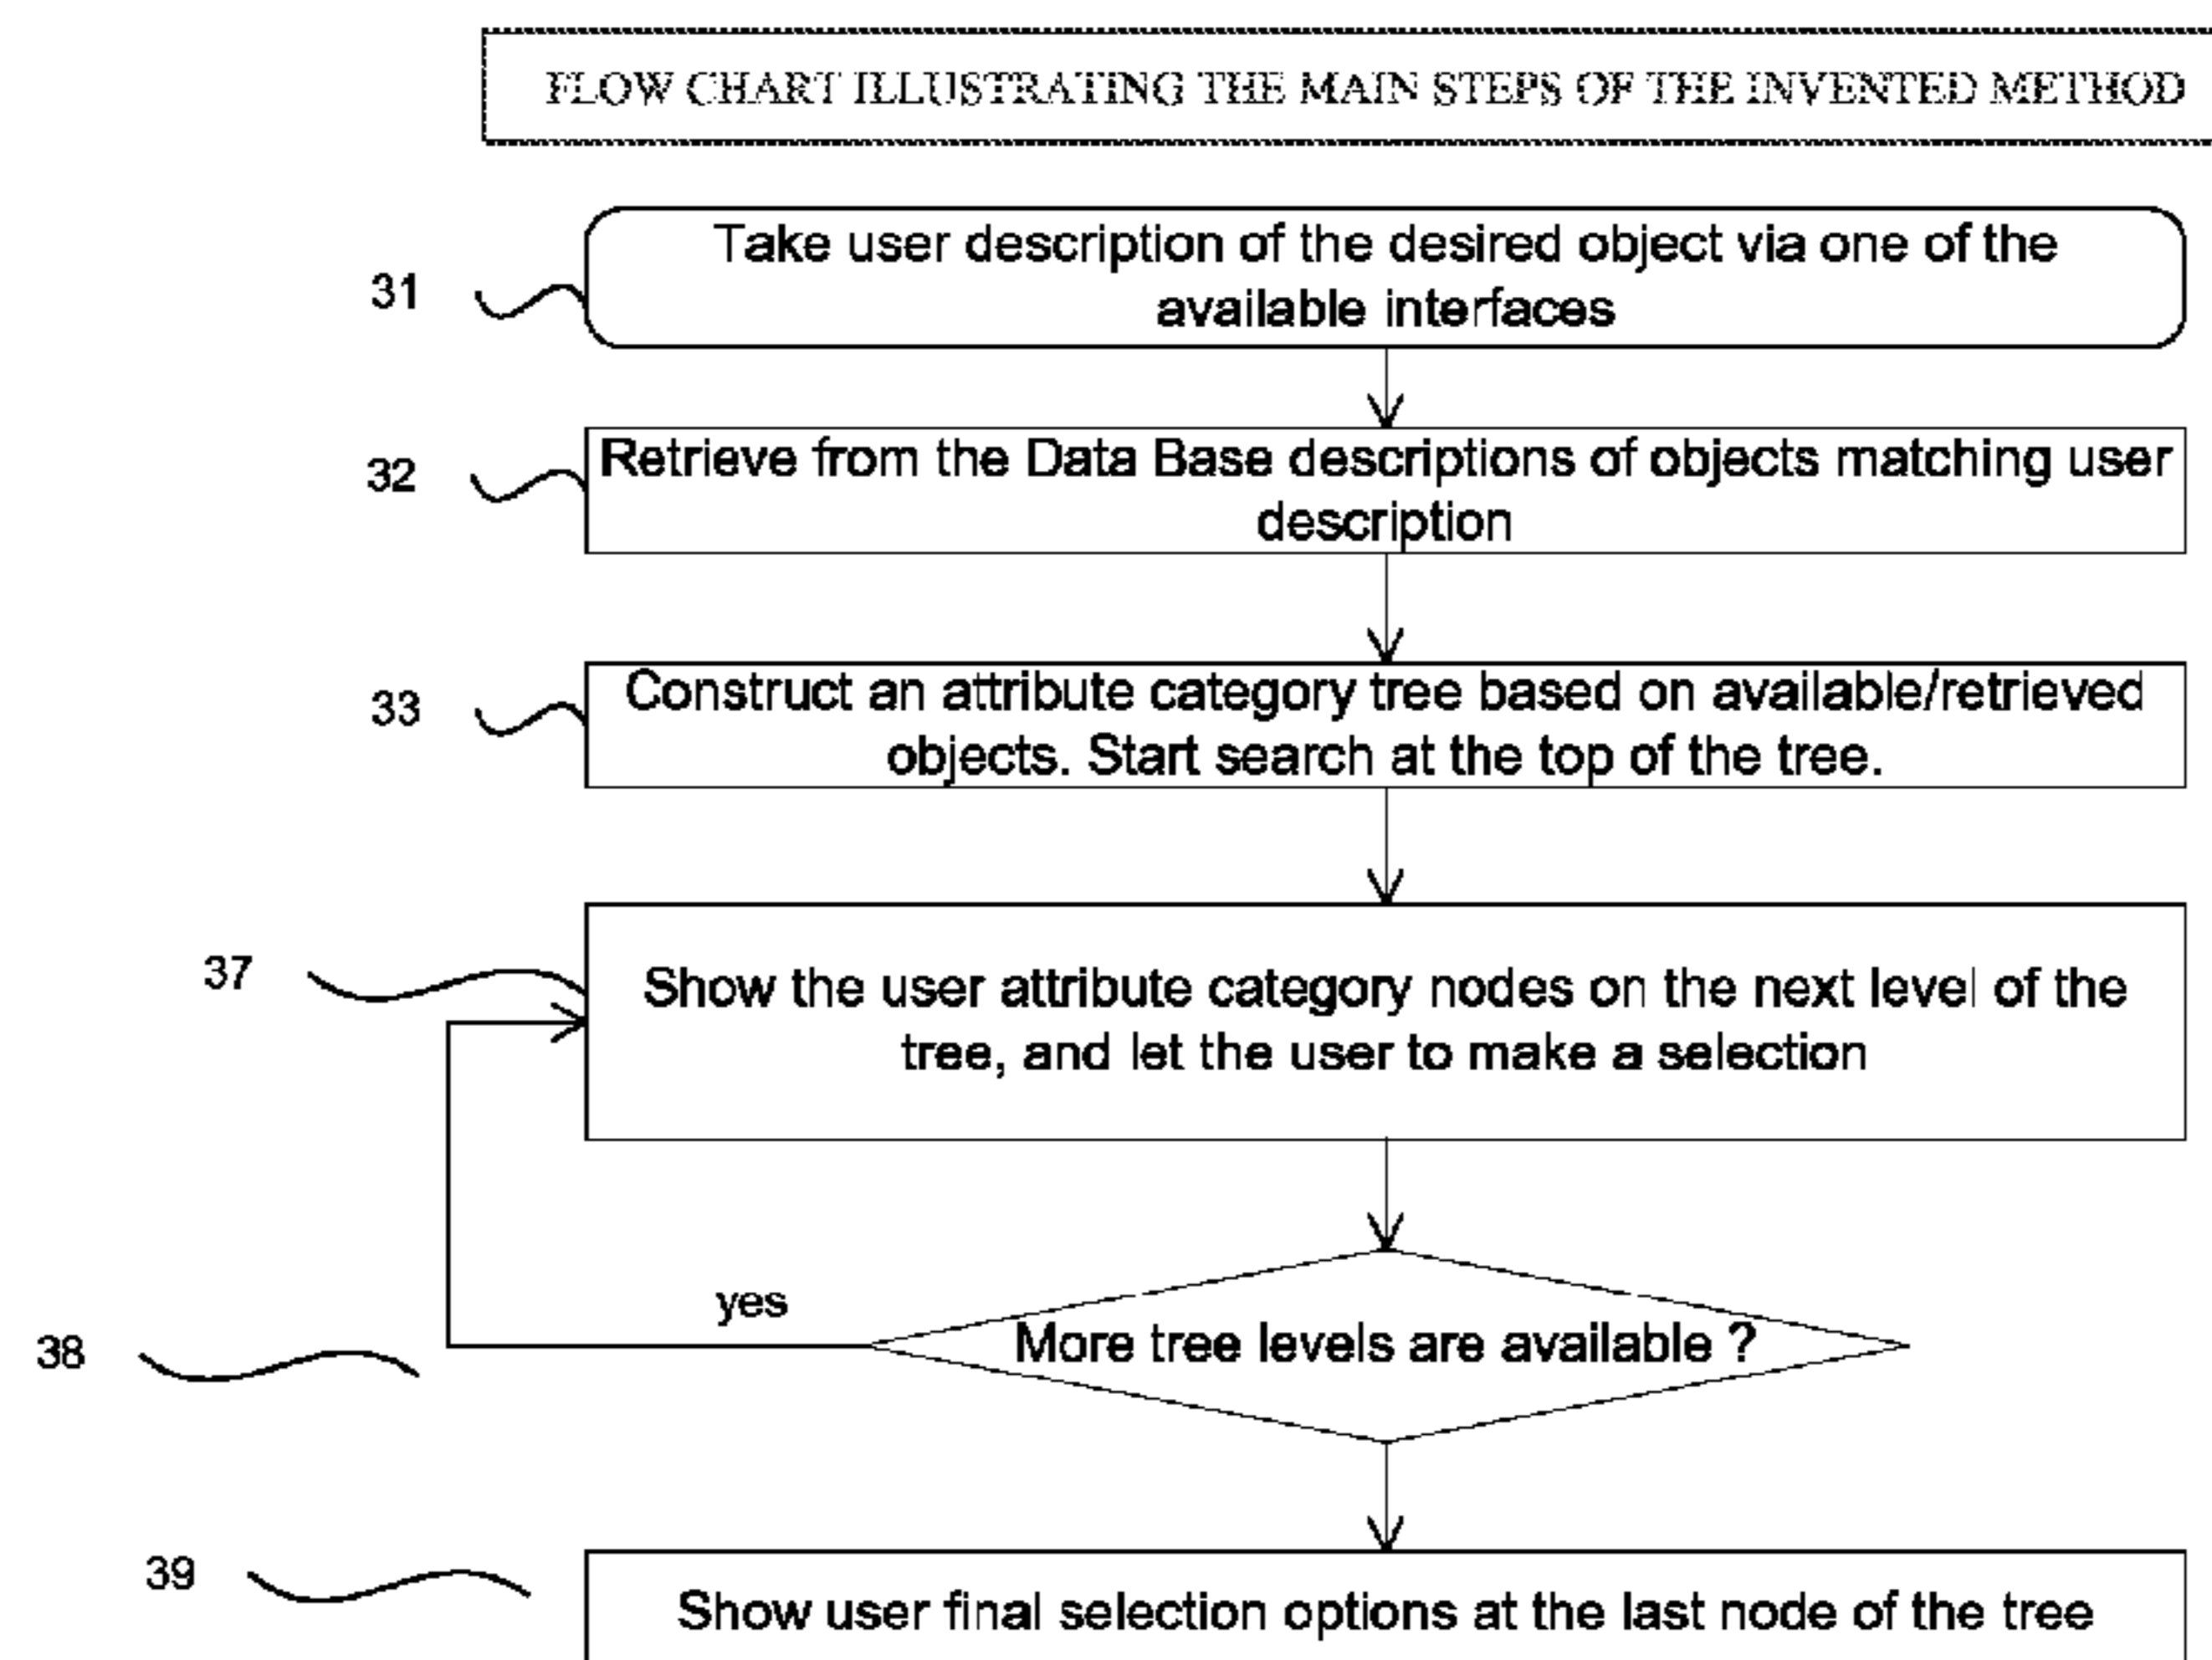 FLOW CHART ILLUSTRATING THE MAIN STEPS OF THE INVENTED METHOD
31
Take user description of the desired object via one of the
available interfaces
32
Retrieve from the Data Base descriptions of objects matching user
description
33
Construct an attribute category tree based on available/retrieved
objects. Start search at the top of the tree.
37
Show the user attribute category nodes on the next level of the
tree, and let the user to make a selection
yes
38
More tree levels are available ?
39
Show user final selection options at the last node of the tree